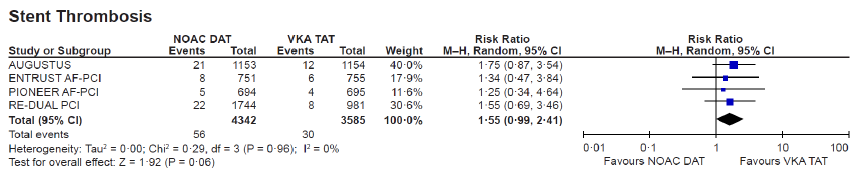 Stent Thrombosis
NOAC DAT VKA TAT Risk Ratio Risk Ratio
Study or Subgroup Events Total Events Total Weight M–H, Random, 95% CI M–H, Random, 95% CI
AUGUSTUS 21 1153 12 1154 40·0% 1·75 (0·87, 3·54)
ENTRUST AF-PCI 8 751 6 755 17·9% 1·34 (0·47, 3·84)
PIONEER AF-PCI 5 694 4 695 11·6% 1·25 (0·34, 4·64)
RE-DUAL PCI 22 1744 8 981 30·6% 1·55 (0·69, 3·46)
Total (95% CI) 4342 3585 100·0% 1·55 (0·99, 2·41)
Total events 56 30
Heterogeneity: Tau² = 0·00; Chi² = 0·29, df = 3 (P = 0·96); I² = 0%
Test for overall effect: Z = 1·92 (P = 0·06)
0·01 0·1 1 10 100
Favours NOAC DAT Favours VKA TAT